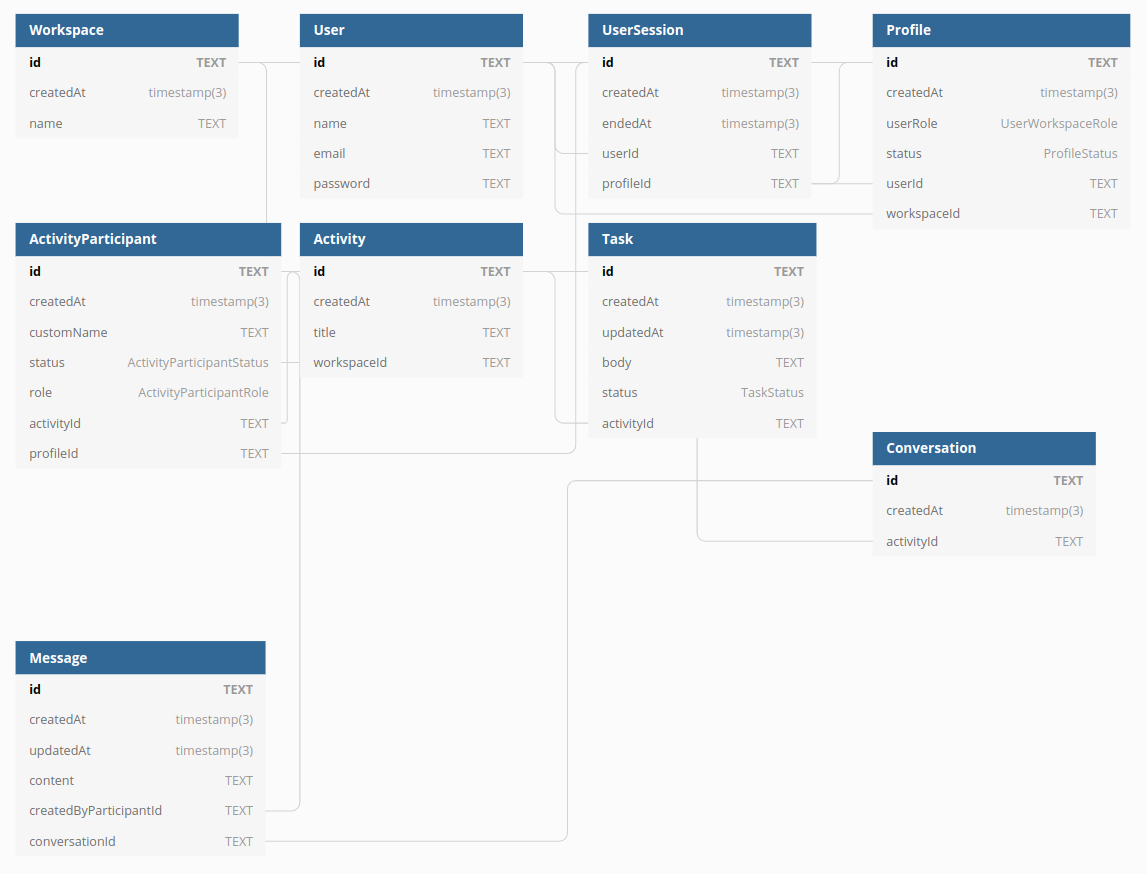 Workspace
id TEXT
createdAt timestamp(3)
name TEXT
User
id TEXT
createdAt timestamp(3)
name TEXT
email TEXT
password TEXT
UserSession
id TEXT
createdAt timestamp(3)
endedAt timestamp(3)
userId TEXT
profileId TEXT
Profile
id TEXT
createdAt timestamp(3)
userRole UserWorkspaceRole
status ProfileStatus
userId TEXT
workspaceId TEXT
ActivityParticipant
id TEXT
createdAt timestamp(3)
customName TEXT
status ActivityParticipantStatus
role ActivityParticipantRole
activityId TEXT
profileId TEXT
Activity
id TEXT
createdAt timestamp(3)
title TEXT
workspaceId TEXT
Task
id TEXT
createdAt timestamp(3)
updatedAt timestamp(3)
body TEXT
status TaskStatus
activityId TEXT
Conversation
id TEXT
createdAt timestamp(3)
activityId TEXT
Message
id TEXT
createdAt timestamp(3)
updatedAt timestamp(3)
content TEXT
createdByParticipantId TEXT
conversationId TEXT